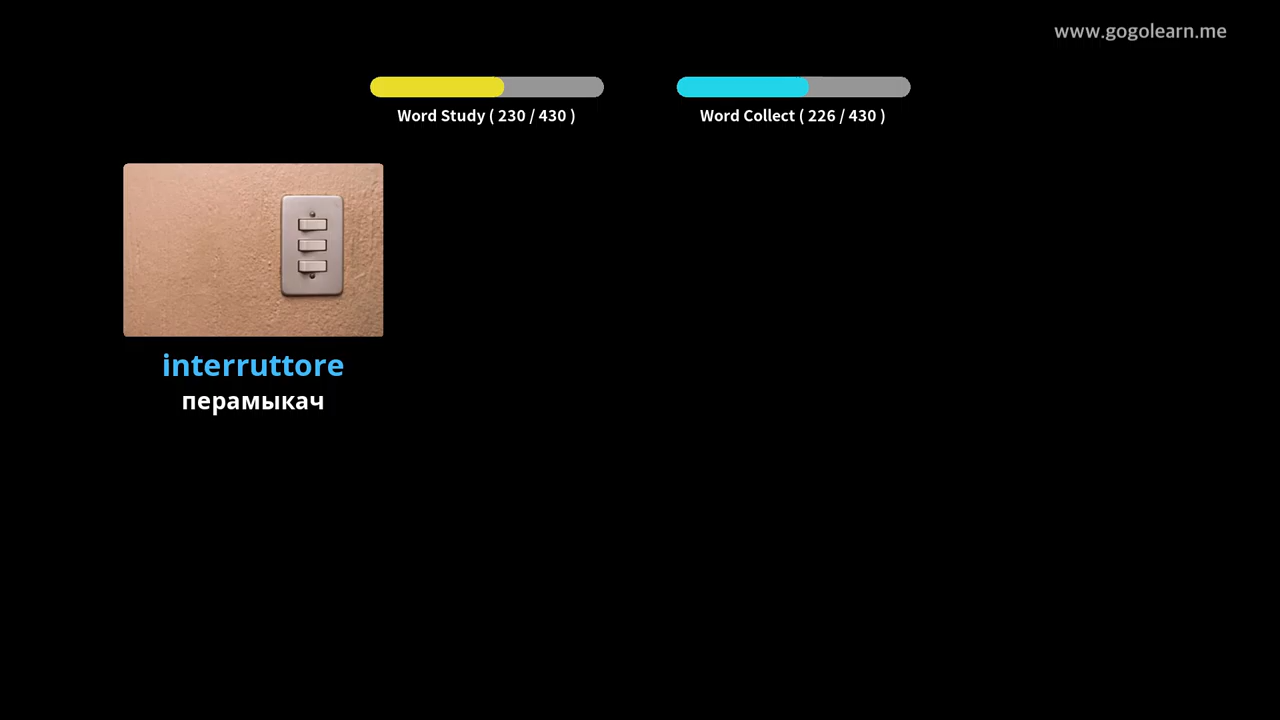 www.gogolearn.me
Word Study ( 230 / 430 )
Word Collect ( 226 / 430 )
interruttore
перамыкач